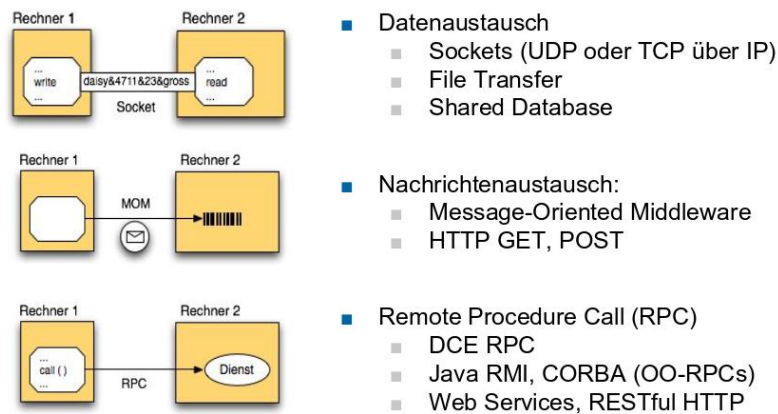 Rechner 1 Rechner 2
...
write
...
daisy&4711&23&gross
...
read
...
Socket
Datenaustausch
Sockets (UDP oder TCP über IP)
File Transfer
Shared Database
Rechner 1 Rechner 2
MOM
Nachrichtenaustausch:
Message-Oriented Middleware
HTTP GET, POST
Rechner 1 Rechner 2
...
call ( )
...
RPC
Dienst
Remote Procedure Call (RPC)
DCE RPC
Java RMI, CORBA (OO-RPCs)
Web Services, RESTful HTTP